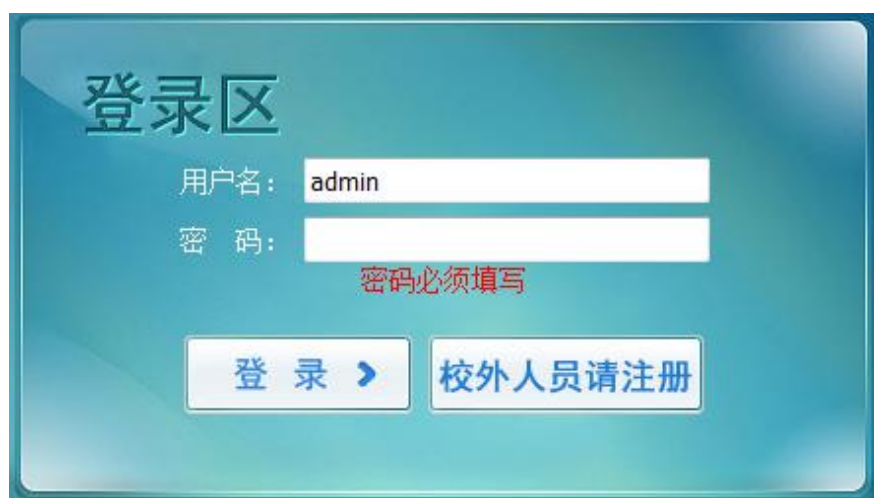 登录区
用户名： admin
密 码：
密码必须填写
登 录 校外人员请注册